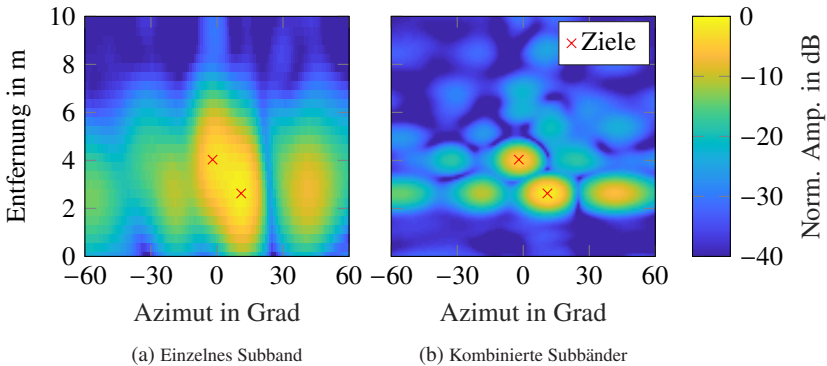 Entfernung in m
10
8
6
4
2
0
−60 −30 0 30 60
Azimut in Grad
(a) Einzelnes Subband
× Ziele
−60 −30 0 30 60
Azimut in Grad
(b) Kombinierte Subbänder
0
−10
−20
−30
−40
Norm. Amp. in dB